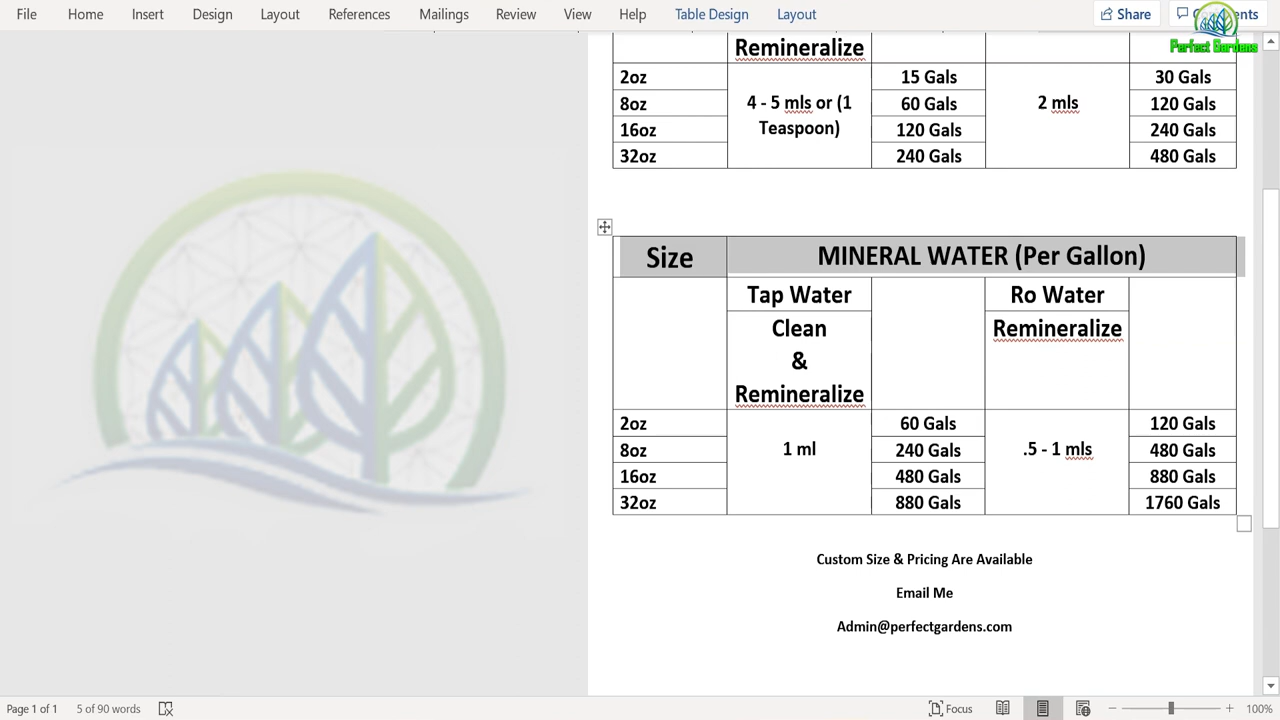 File Home Insert Design Layout References Mailings Review View Help Table Design Layout Share
Perfect Gardens
Remineralize
2oz 15 Gals 30 Gals
4 - 5 mls or (1
Teaspoon)
2 mls
8oz 60 Gals 120 Gals
16oz 120 Gals 240 Gals
32oz 240 Gals 480 Gals
Size MINERAL WATER (Per Gallon)
Tap Water Ro Water
Clean
&
Remineralize
Remineralize
2oz 60 Gals 120 Gals
8oz 1 ml 240 Gals .5 - 1 mls 480 Gals
16oz 480 Gals 880 Gals
32oz 880 Gals 1760 Gals
Custom Size & Pricing Are Available
Email Me
Admin@perfectgardens.com
Page 1 of 1 5 of 90 words Focus 100%